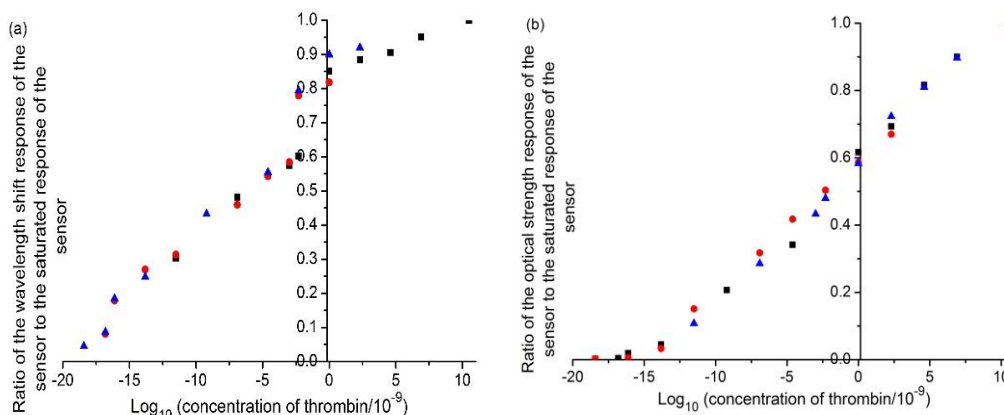 (a)
Ratio of the wavelength shift response of the
sensor to the saturated response of the
sensor
1.0
0.9
0.8
0.7
0.6
0.5
0.4
0.3
0.2
0.1
0.0
-20 -15 -10 -5 0 5 10
Log10 (concentration of thrombin/10-9)
(b)
Ratio of the optical strength response of the
sensor to the saturated response of the
sensor
1.0
0.8
0.6
0.4
0.2
0.0
-20 -15 -10 -5 0 5 10
Log10 (concentration of thrombin/10-9)